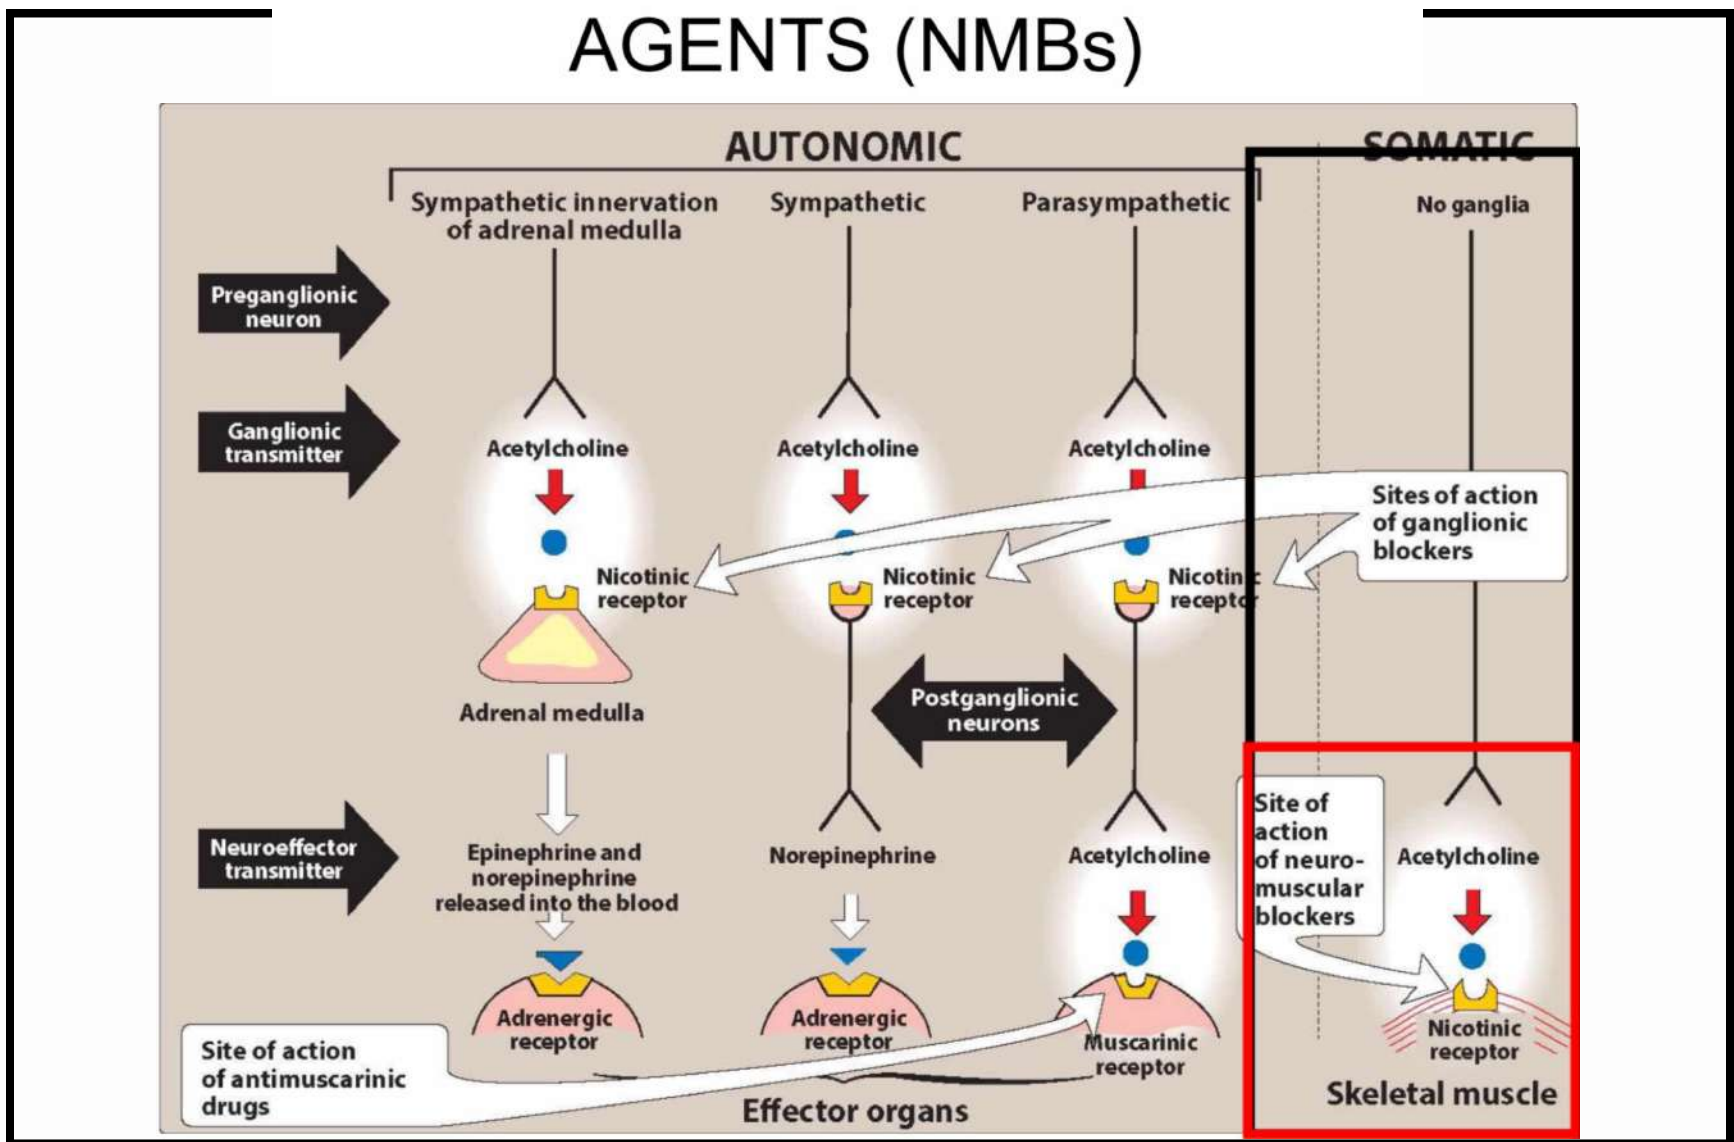 AGENTS (NMBs)
AUTONOMIC
SOMATIC
Sympathetic innervation
of adrenal medulla
Sympathetic
Parasympathetic
No ganglia
Preganglionic
neuron
Ganglionic
transmitter
Acetylcholine
Acetylcholine
Acetylcholine
Sites of action
of ganglionic
blockers
Nicotinic
receptor
Nicotinic
receptor
Nicotinic
receptor
Adrenal medulla
Postganglionic
neurons
Neuroeffector
transmitter
Epinephrine and
norepinephrine
released into the blood
Norepinephrine
Acetylcholine
Site of
action
of neuro-
muscular
blockers
Acetylcholine
Adrenergic
receptor
Adrenergic
receptor
Muscarinic
receptor
Nicotinic
receptor
Site of action
of antimuscarinic
drugs
Effector organs
Skeletal muscle